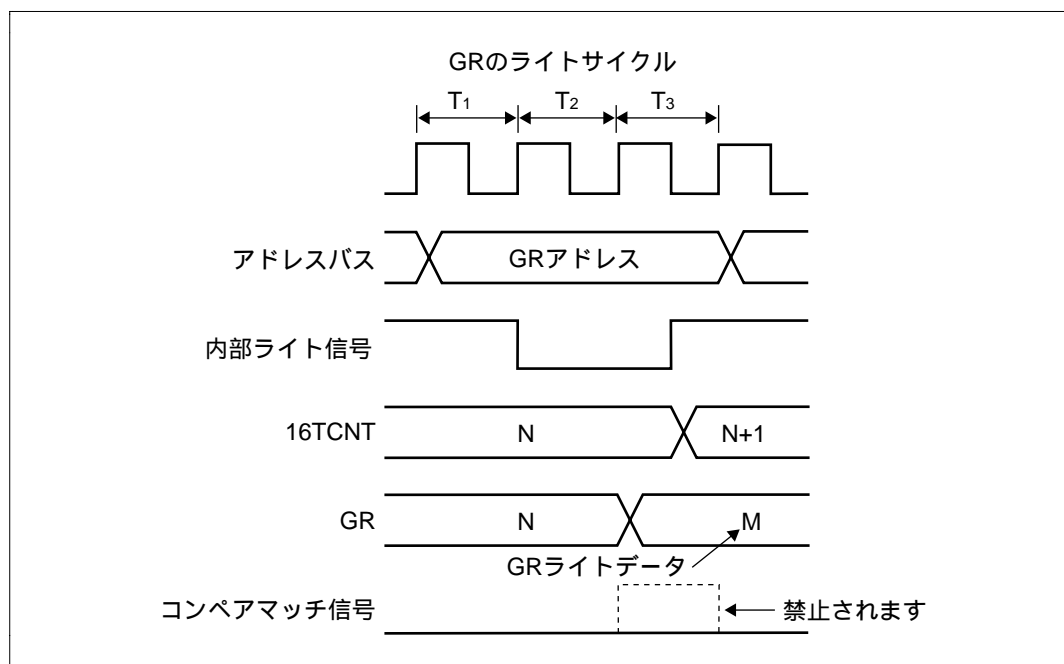 GRのライトサイクル
T1 T2 T3
アドレスバス GRアドレス
内部ライト信号
16TCNT N N+1
GR N M
GRライトデータ
コンペアマッチ信号 禁止されます